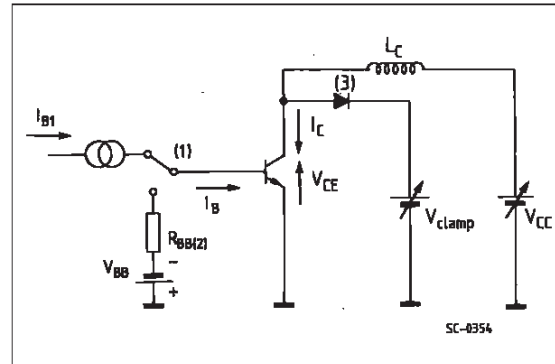 L_C
(3)
I_B1
(1)
I_C
V_CE
I_B
V_clamp
V_CC
R_BB(2)
V_BB
−
+
SC-0354